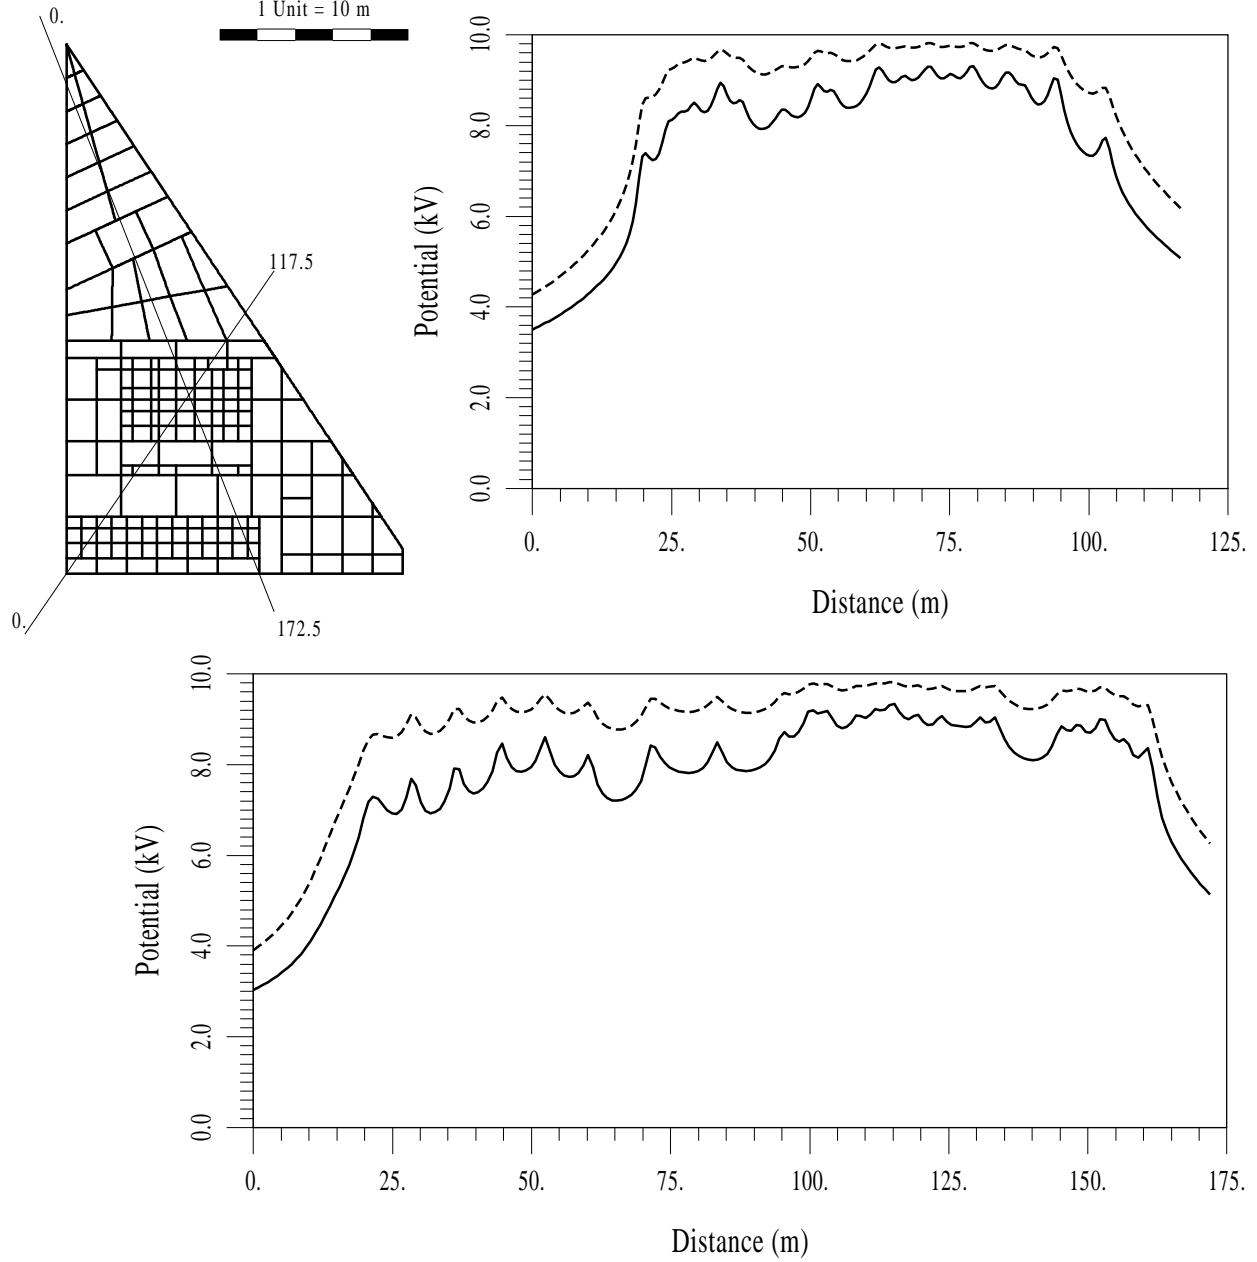 0.
1 Unit = 10 m
117.5
0.
172.5
10.0
8.0
6.0
4.0
2.0
0.0
Potential (kV)
0. 25. 50. 75. 100. 125.
Distance (m)
10.0
8.0
6.0
4.0
2.0
0.0
Potential (kV)
0. 25. 50. 75. 100. 125. 150. 175.
Distance (m)